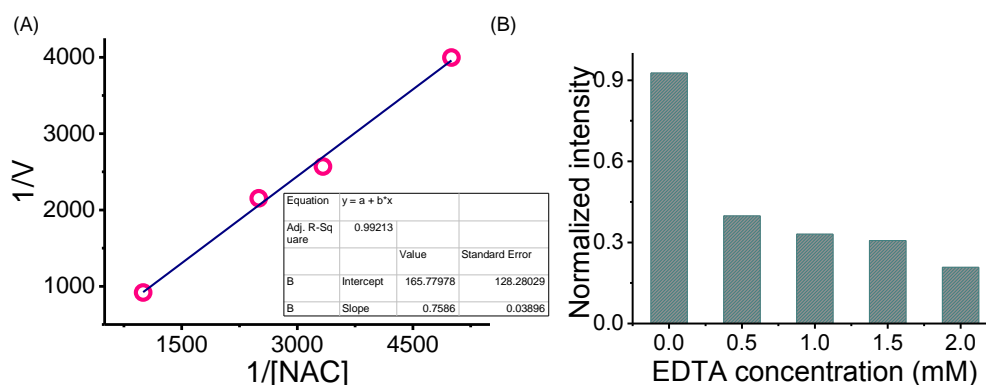 (A)
4000
3000
2000
1000
1/V
1500 3000 4500
1/[NAC]
Equation y = a + b*x
Adj. R-Sq
uare 0.99213
Value Standard Error
B Intercept 165.77978 128.28029
B Slope 0.7586 0.03896
(B)
0.9
0.6
0.3
0.0
Normalized intensity
0.0 0.5 1.0 1.5 2.0
EDTA concentration (mM)